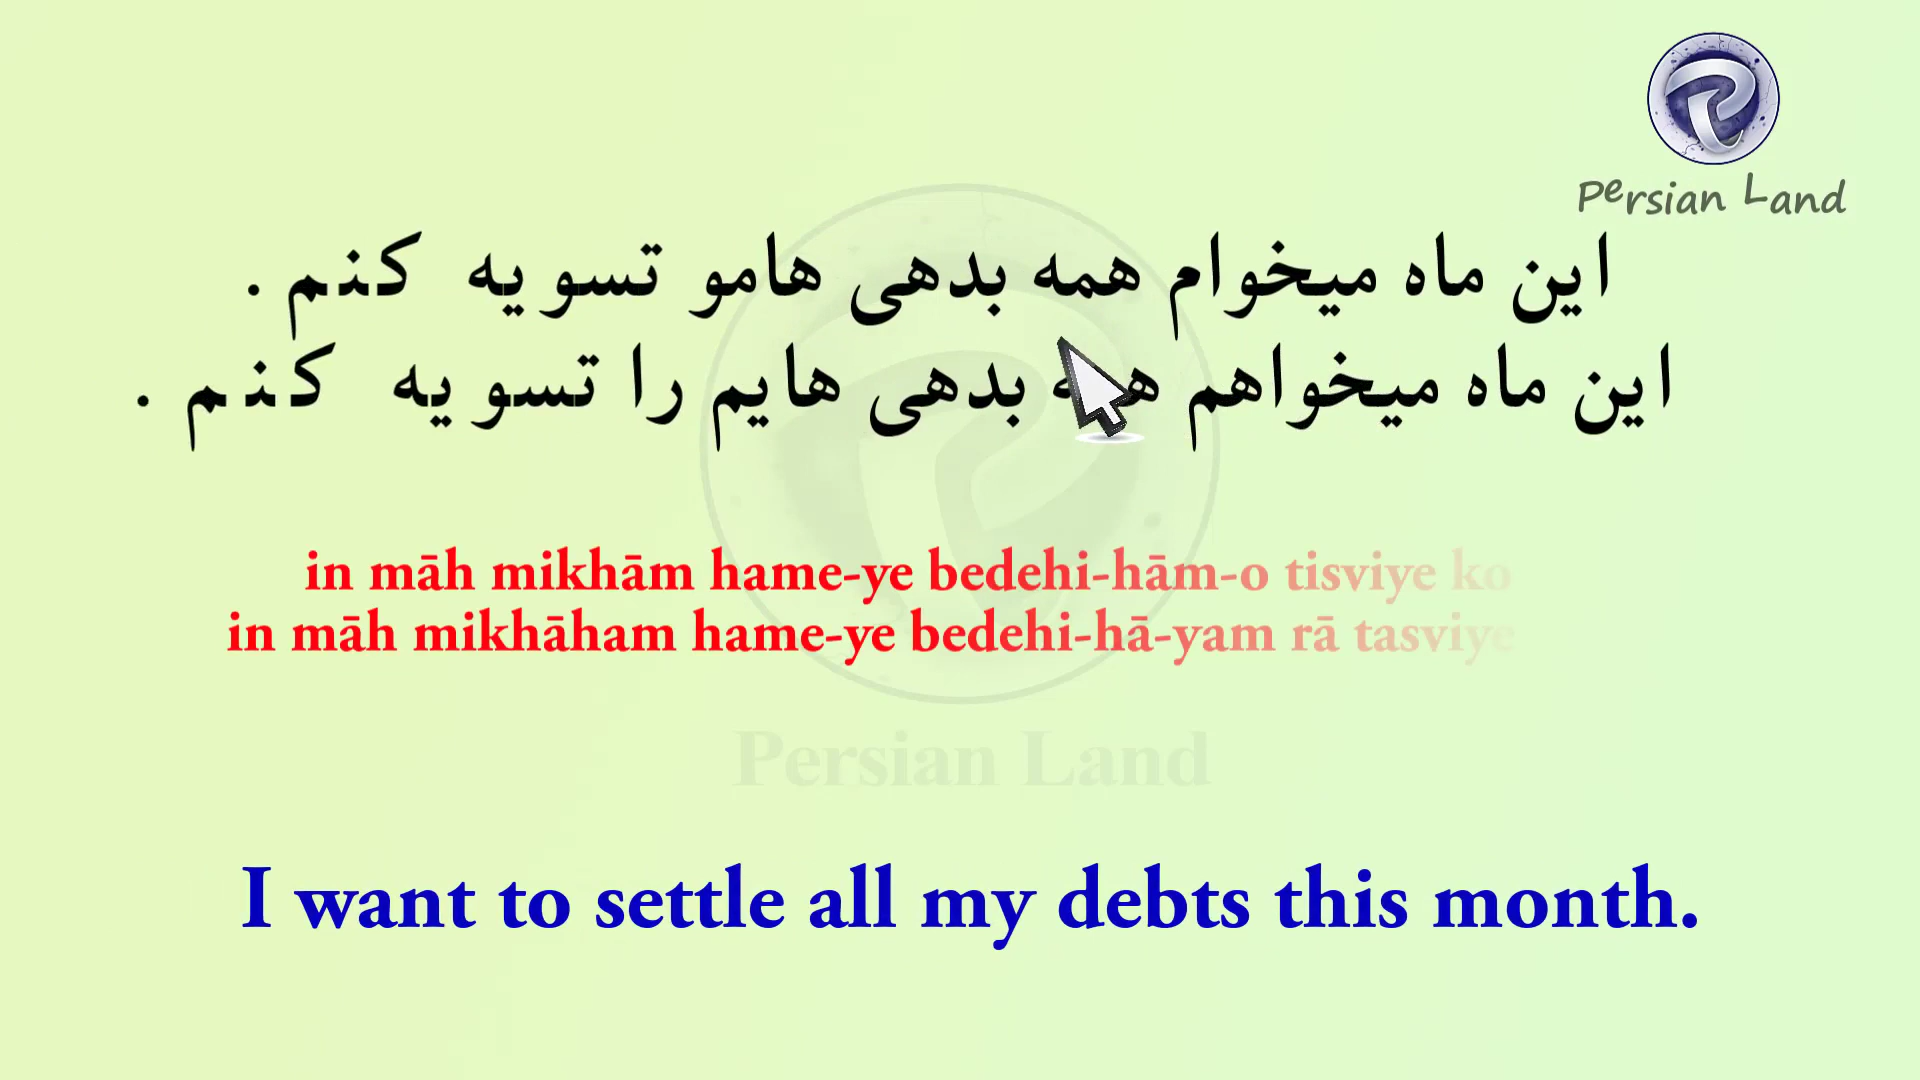 Persian Land
این ماه میخوام همه بدهی هامو تسویه کنم .
این ماه میخواهم همه بدهی هایم را تسویه کنم .
in māh mikhām hame-ye bedehi-hām-o tisviye ko
in māh mikhāham hame-ye bedehi-hā-yam rā tasviye
Persian Land
I want to settle all my debts this month.